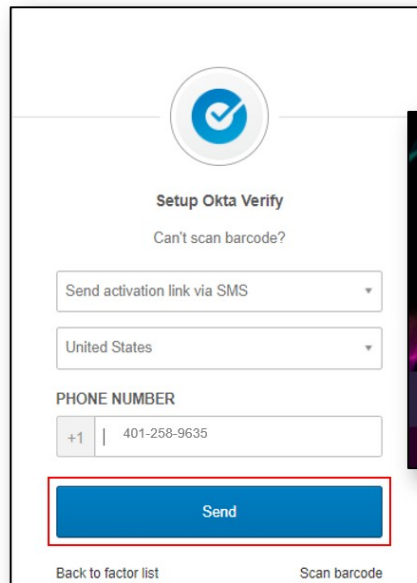 Setup Okta Verify
Can't scan barcode?
Send activation link via SMS
United States
PHONE NUMBER
+1 401-258-9635
Send
Back to factor list Scan barcode